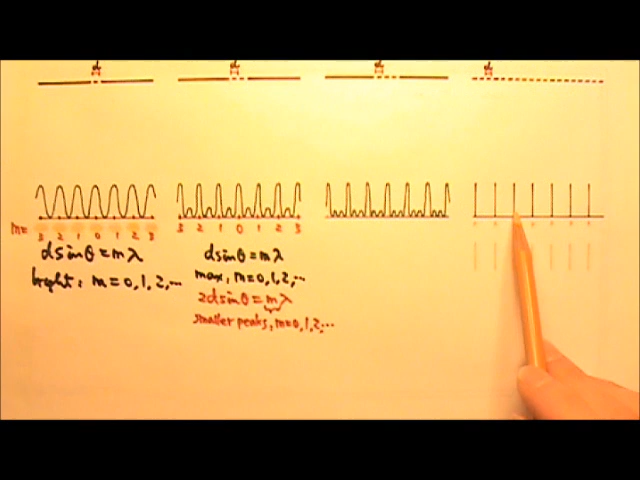 d d d d
m= 3 2 1 0 1 2 3 3 2 1 0 1 2 3
dsinθ=mλ
bright: m=0,1,2,...
dsinθ=mλ
max, m=0,1,2,...
2dsinθ=mλ
smaller peaks, m=0,1,2,...